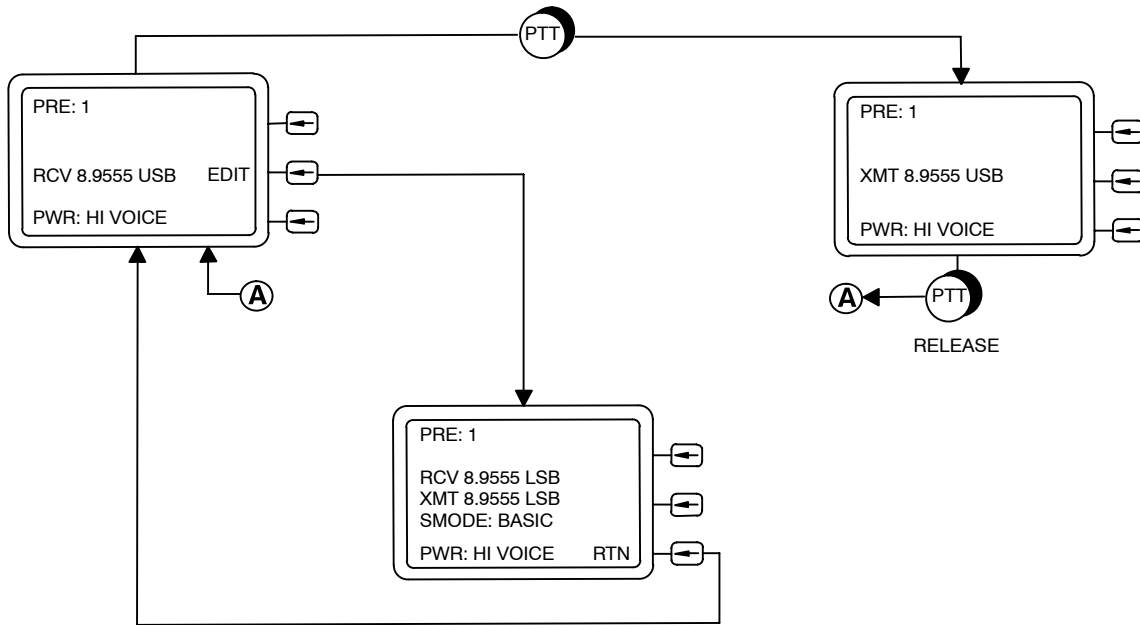 PTT
PRE: 1
RCV 8.9555 USB EDIT
PWR: HI VOICE
A
PRE: 1
XMT 8.9555 USB
PWR: HI VOICE
A
PTT
RELEASE
PRE: 1
RCV 8.9555 LSB
XMT 8.9555 LSB
SMODE: BASIC
PWR: HI VOICE RTN